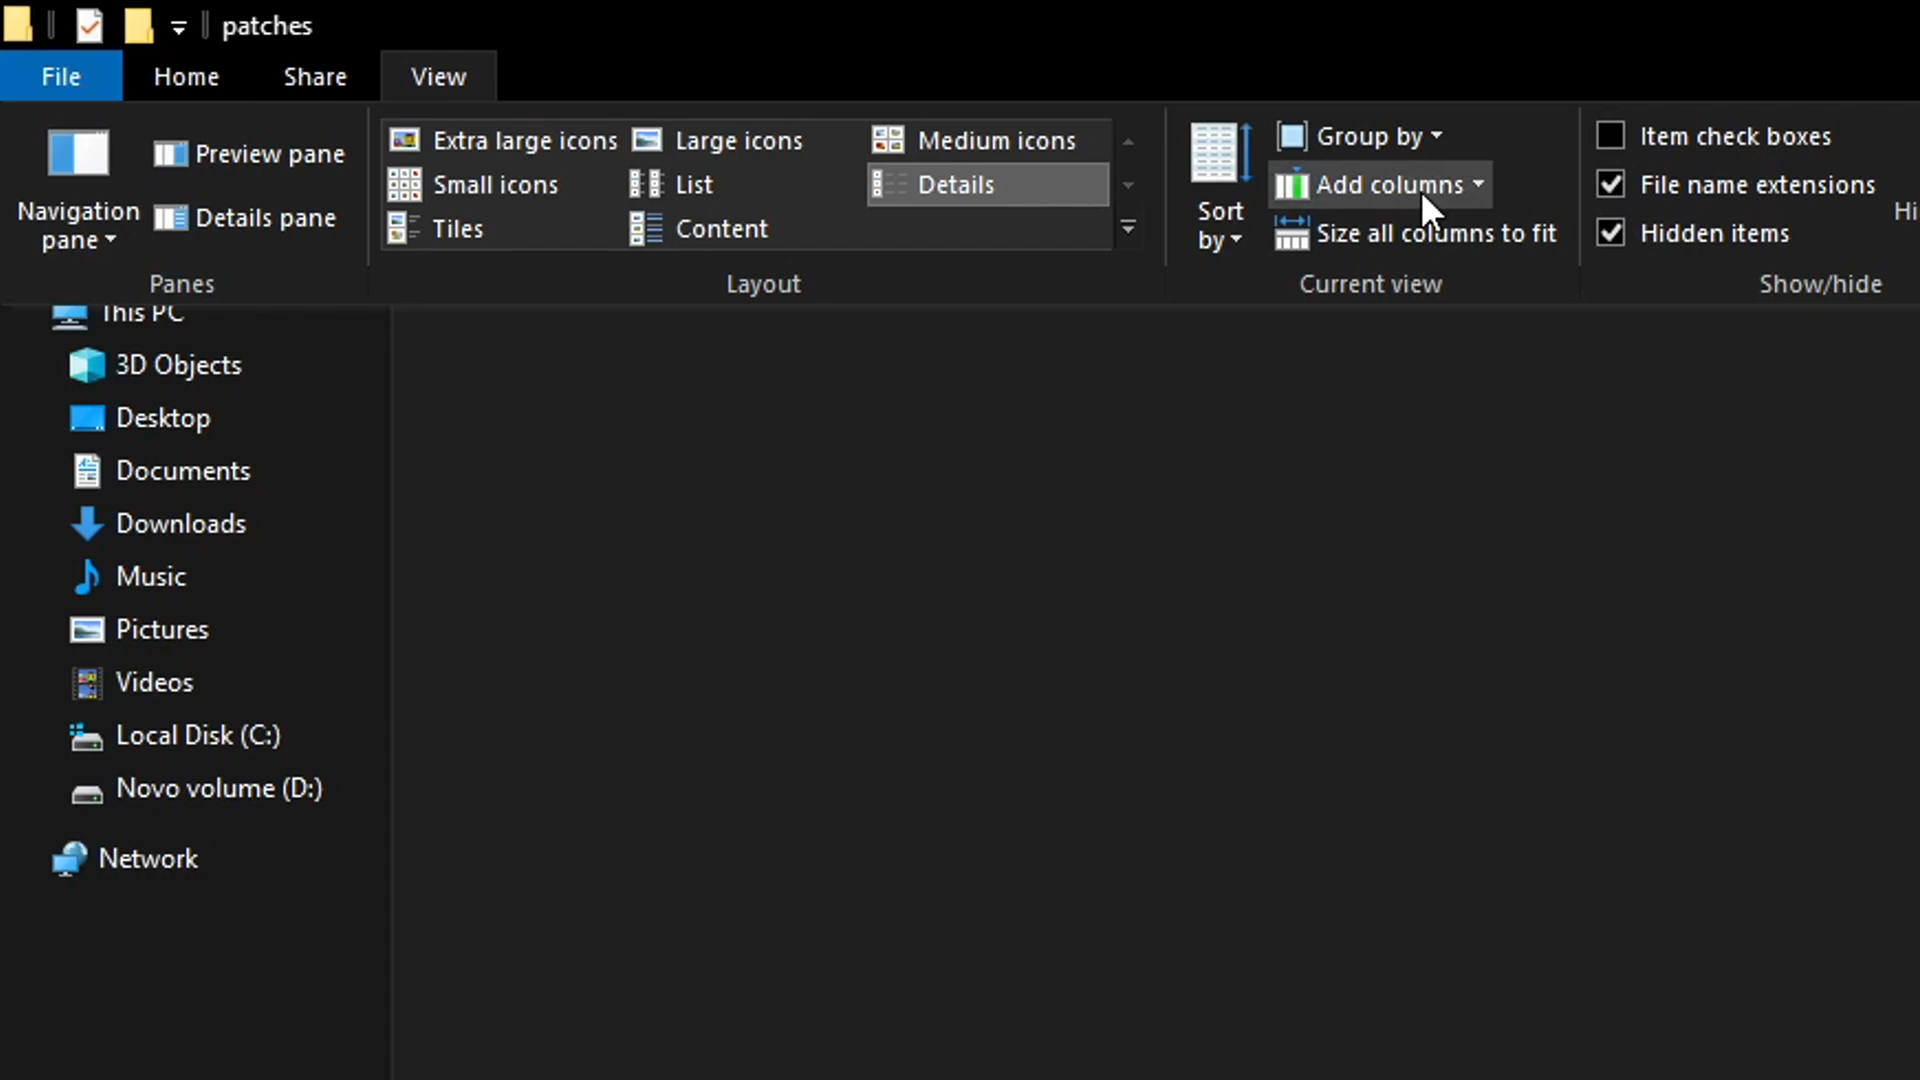 patches
File Home Share View
Navigation pane
Preview pane
Details pane
Panes
Extra large icons Large icons Medium icons
Small icons List Details
Tiles Content
Layout
Sort by
Group by
Add columns
Size all columns to fit
Current view
Item check boxes
File name extensions
Hidden items
Hi
Show/hide
This PC
3D Objects
Desktop
Documents
Downloads
Music
Pictures
Videos
Local Disk (C:)
Novo volume (D:)
Network